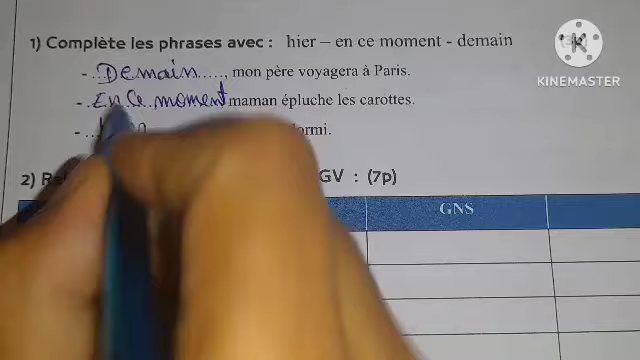 1) Complète les phrases avec : hier – en ce moment - demain
- ..Demain....., mon père voyagera à Paris.
- ..En Ce moment maman épluche les carottes.
- .. dormi.
2) GV : (7p)
GNS
KINEMASTER